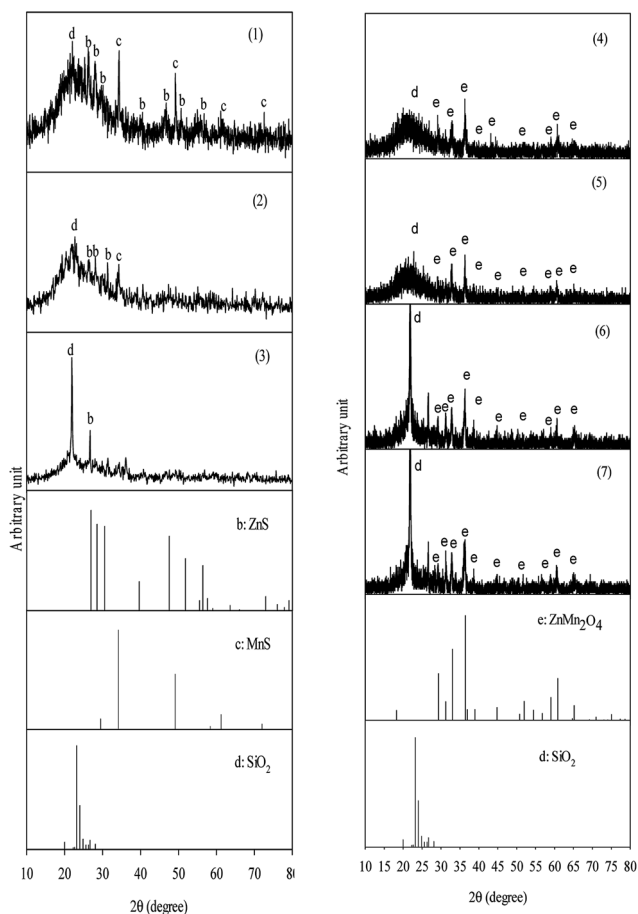 (1)
d
b
b
b
c
b
b
c
b
b
c
c
(2)
d
bb
b
c
(3)
d
b
b: ZnS
c: MnS
d: SiO2
Arbitrary unit
10 20 30 40 50 60 70 80
2θ (degree)
(4)
d
e
e
e
e
e
e
e
e
e
(5)
d
e
e
e
e
e
e
e
e
e
(6)
d
e
e
e
e
e
e
e
e
e
e
(7)
d
e
e
e
e
e
e
e
e
e
e
e: ZnMn2O4
d: SiO2
Arbitrary unit
10 15 20 25 30 35 40 45 50 55 60 65 70 75 80
2θ (degree)